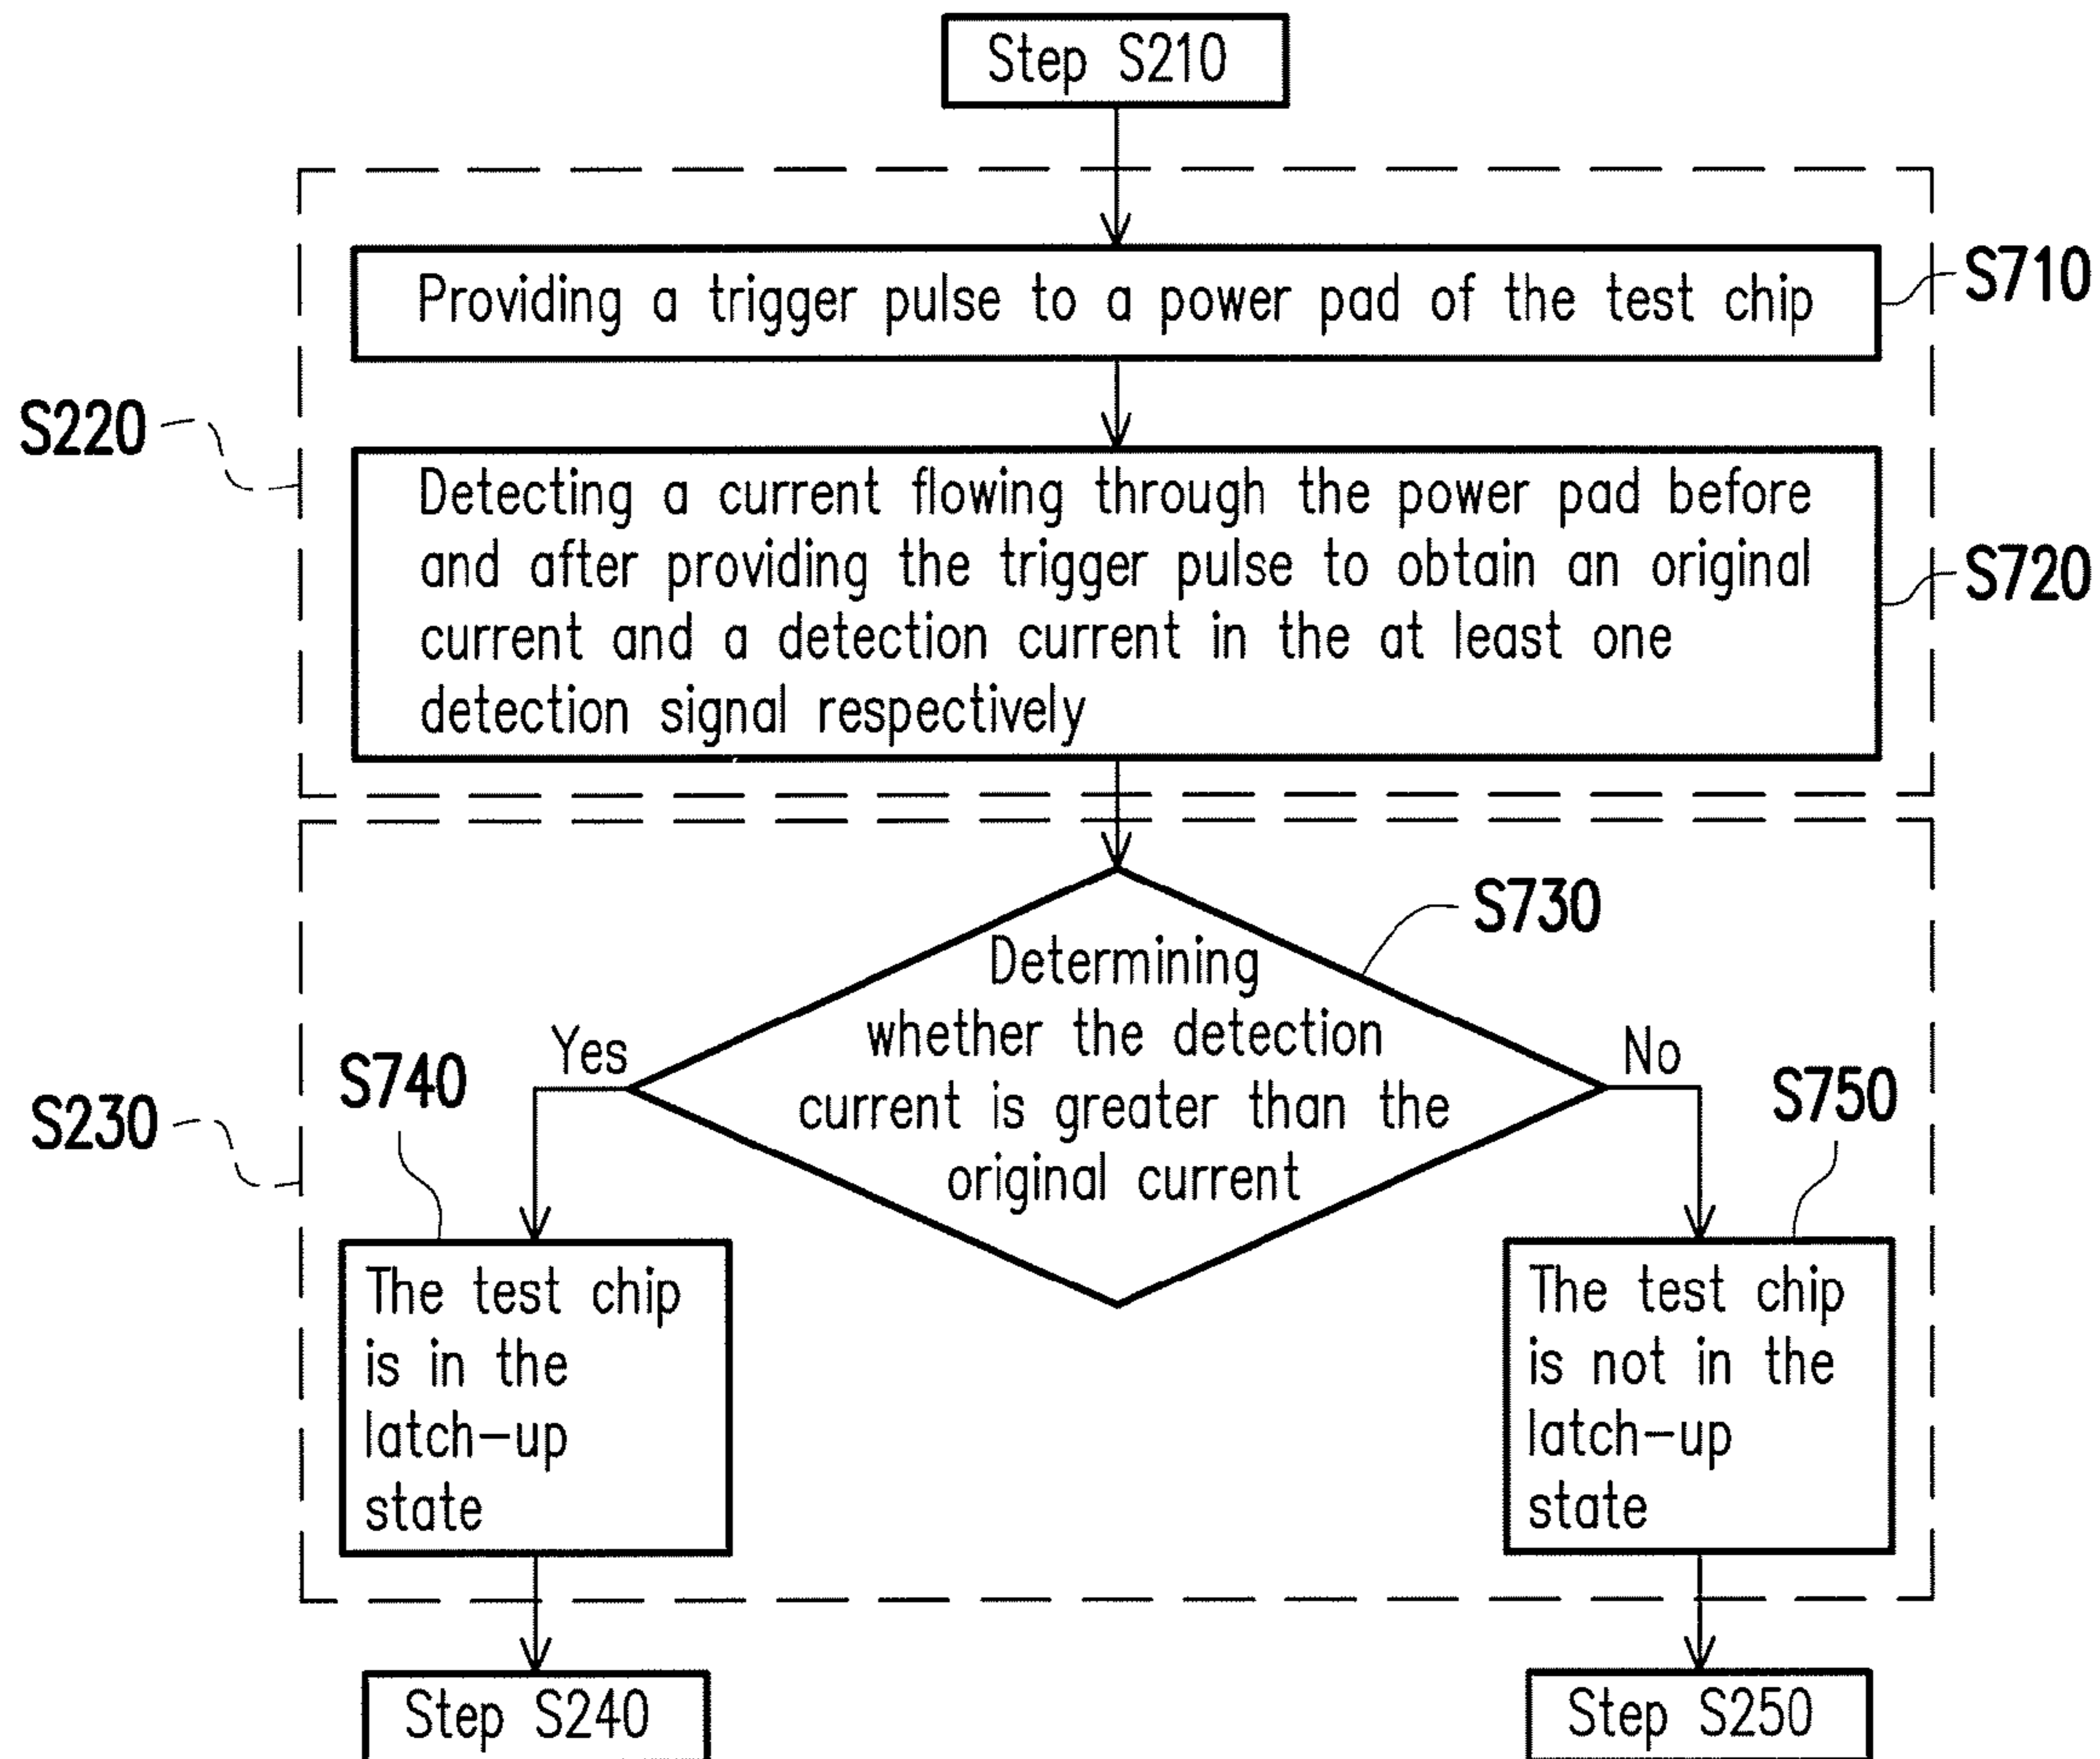 Step S210
Providing a trigger pulse to a power pad of the test chip
S710
S220
Detecting a current flowing through the power pad before
and after providing the trigger pulse to obtain an original
current and a detection current in the at least one
detection signal respectively
S720
S730
Determining
whether the detection
current is greater than the
original current
Yes
No
S740
S750
S230
The test chip
is in the
latch-up
state
The test chip
is not in the
latch-up
state
Step S240
Step S250